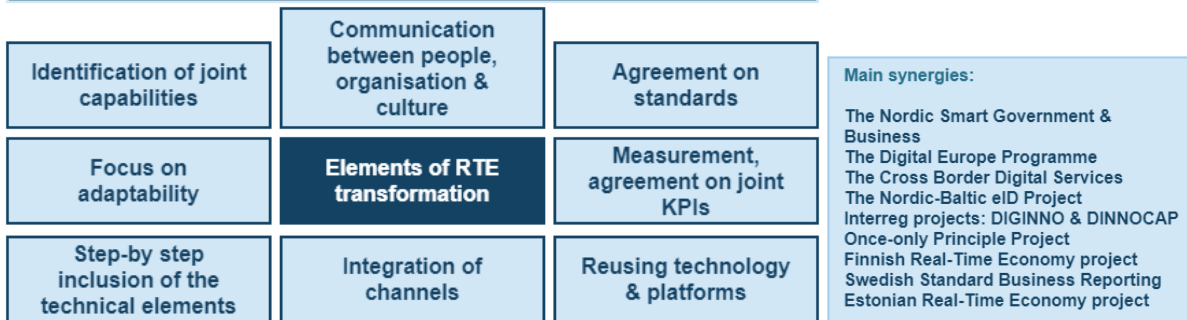 Identification of joint
capabilities
Communication
between people,
organisation &
culture
Agreement on
standards
Focus on
adaptability
Elements of RTE
transformation
Measurement,
agreement on joint
KPIs
Step-by step
inclusion of the
technical elements
Integration of
channels
Reusing technology
& platforms
Main synergies:
The Nordic Smart Government &
Business
The Digital Europe Programme
The Cross Border Digital Services
The Nordic-Baltic eID Project
Interreg projects: DIGINNO & DINNOCAP
Once-only Principle Project
Finnish Real-Time Economy project
Swedish Standard Business Reporting
Estonian Real-Time Economy project